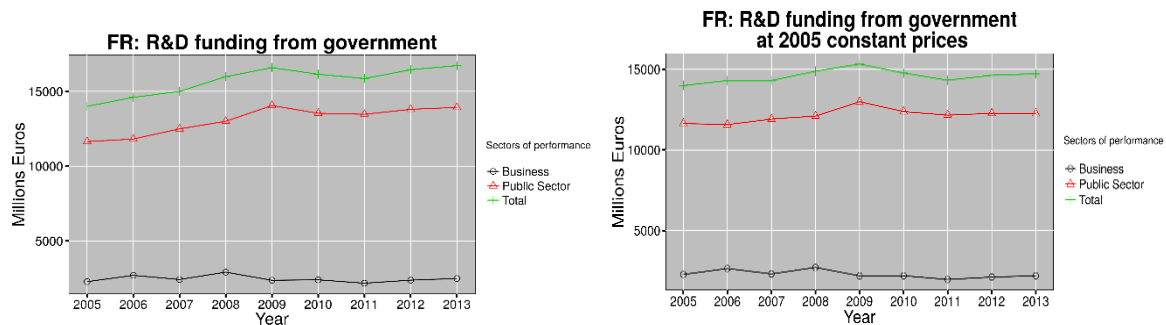 FR: R&D funding from government
Millions Euros
15000
10000
5000
2005 2006 2007 2008 2009 2010 2011 2012 2013
Year
Sectors of performance
Business
Public Sector
Total
FR: R&D funding from government
at 2005 constant prices
Millions Euros
15000
10000
5000
2005 2006 2007 2008 2009 2010 2011 2012 2013
Year
Sectors of performance
Business
Public Sector
Total